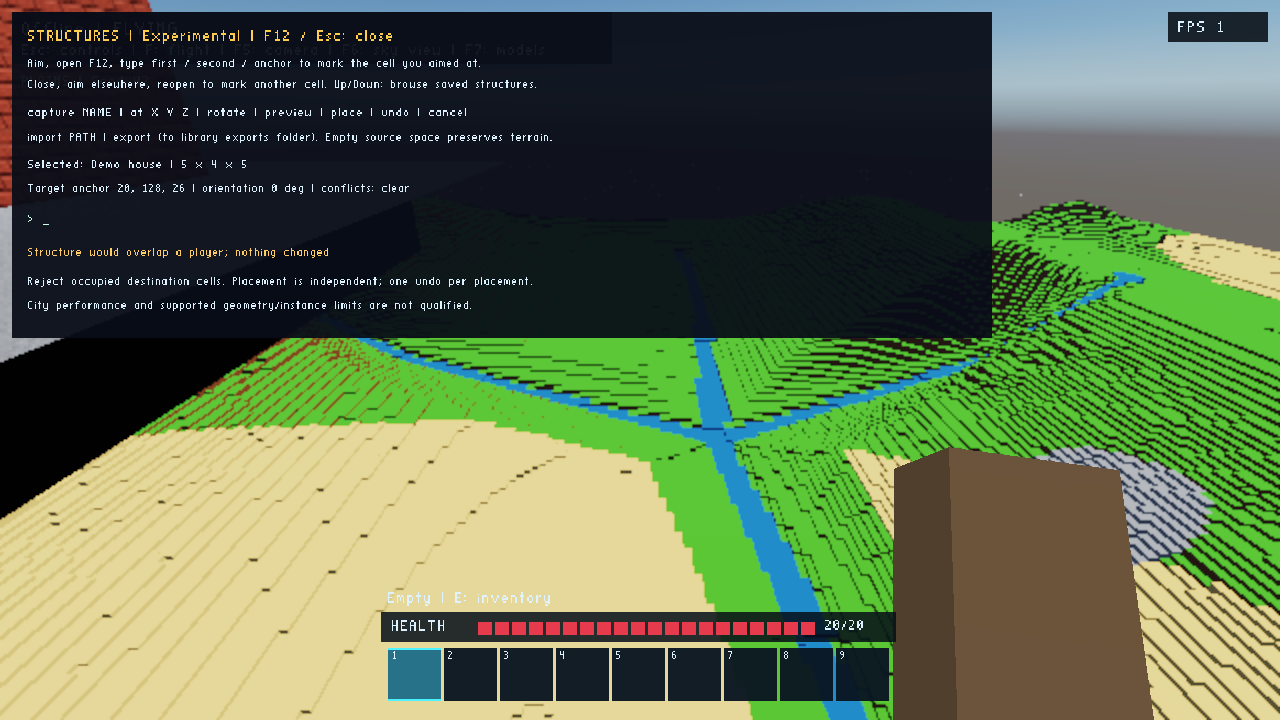 STRUCTURES | Experimental | F12 / Esc: close
FPS 1
Aim, open F12, type first / second / anchor to mark the cell you aimed at.
Close, aim elsewhere, reopen to mark another cell. Up/Down: browse saved structures.
capture NAME | at X Y Z | rotate | preview | place | undo | cancel
import PATH | export (to library exports folder). Empty source space preserves terrain.
Selected: Demo house | 5 x 4 x 5
Target anchor 20, 128, 26 | orientation 0 deg | conflicts: clear
> _
Structure would overlap a player; nothing changed
Reject occupied destination cells. Placement is independent; one undo per placement.
City performance and supported geometry/instance limits are not qualified.
Empty | E: inventory
HEALTH 20/20
1 2 3 4 5 6 7 8 9